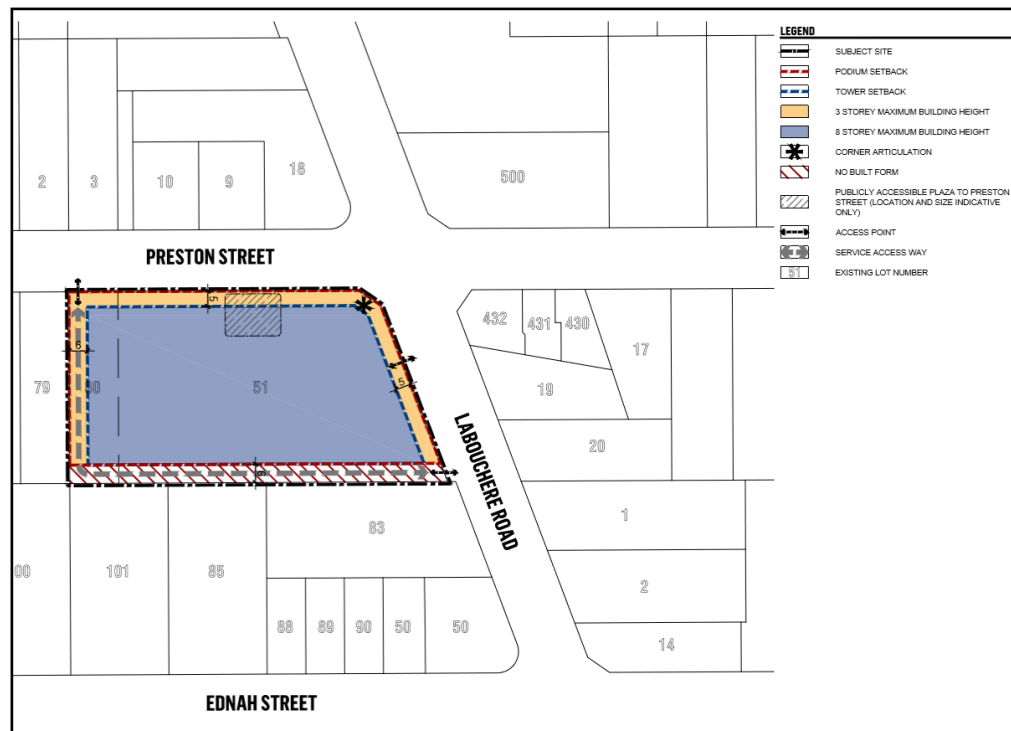 LEGEND
SUBJECT SITE
PODIUM SETBACK
TOWER SETBACK
3 STOREY MAXIMUM BUILDING HEIGHT
8 STOREY MAXIMUM BUILDING HEIGHT
CORNER ARTICULATION
NO BUILT FORM
PUBLICLY ACCESSIBLE PLAZA TO PRESTON
STREET (LOCATION AND SIZE INDICATIVE
ONLY)
ACCESS POINT
SERVICE ACCESS WAY
51 EXISTING LOT NUMBER
2
3
10
9
18
500
PRESTON STREET
5
432
431
430
17
6
79
51
5
19
20
LABOUCHERE ROAD
6
1
83
00
101
85
2
88
89
90
50
50
14
EDNAH STREET